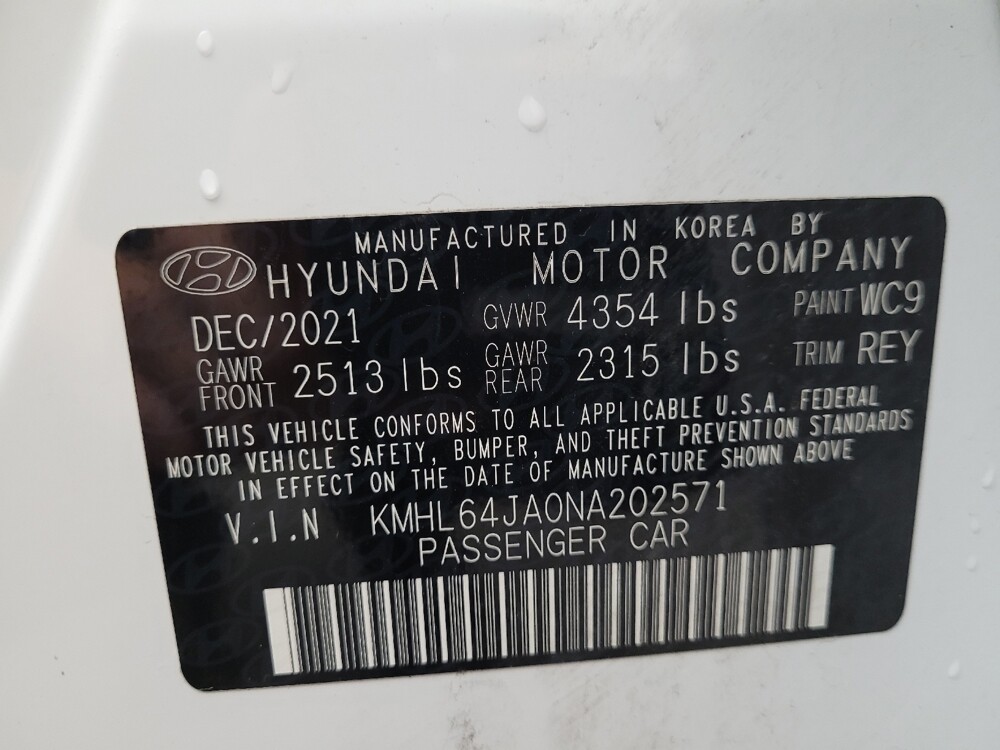 MANUFACTURED IN KOREA BY
HYUNDAI MOTOR COMPANY
DEC/2021 GVWR 4354 lbs PAINT WC9
GAWR FRONT 2513 lbs GAWR REAR 2315 lbs TRIM REY
THIS VEHICLE CONFORMS TO ALL APPLICABLE U.S.A. FEDERAL
MOTOR VEHICLE SAFETY, BUMPER, AND THEFT PREVENTION STANDARDS
IN EFFECT ON THE DATE OF MANUFACTURE SHOWN ABOVE
V.I.N KMHL64JA0NA202571
PASSENGER CAR